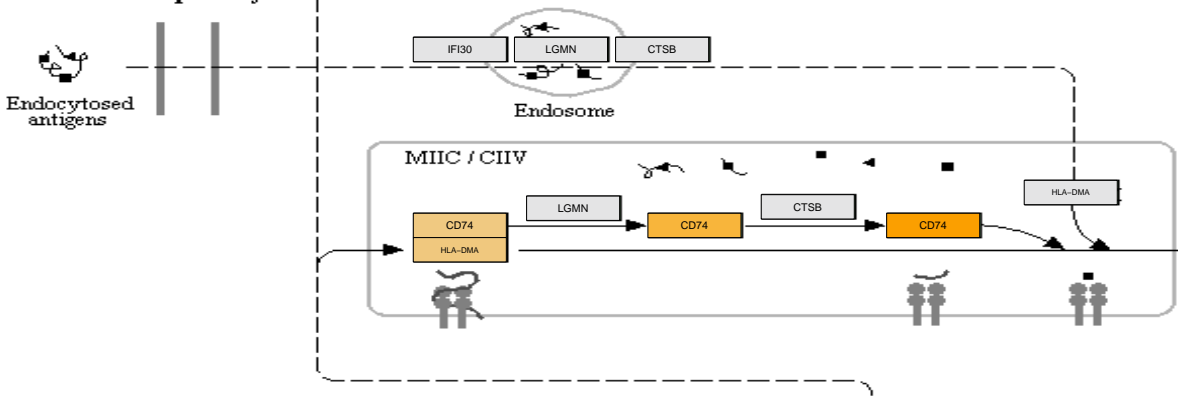 IFI30
LGMN
CTSB
Endocytosed
antigens
Endosome
MIIC / CIIV
HLA-DMA
LGMN
CTSB
CD74
CD74
CD74
HLA-DMA